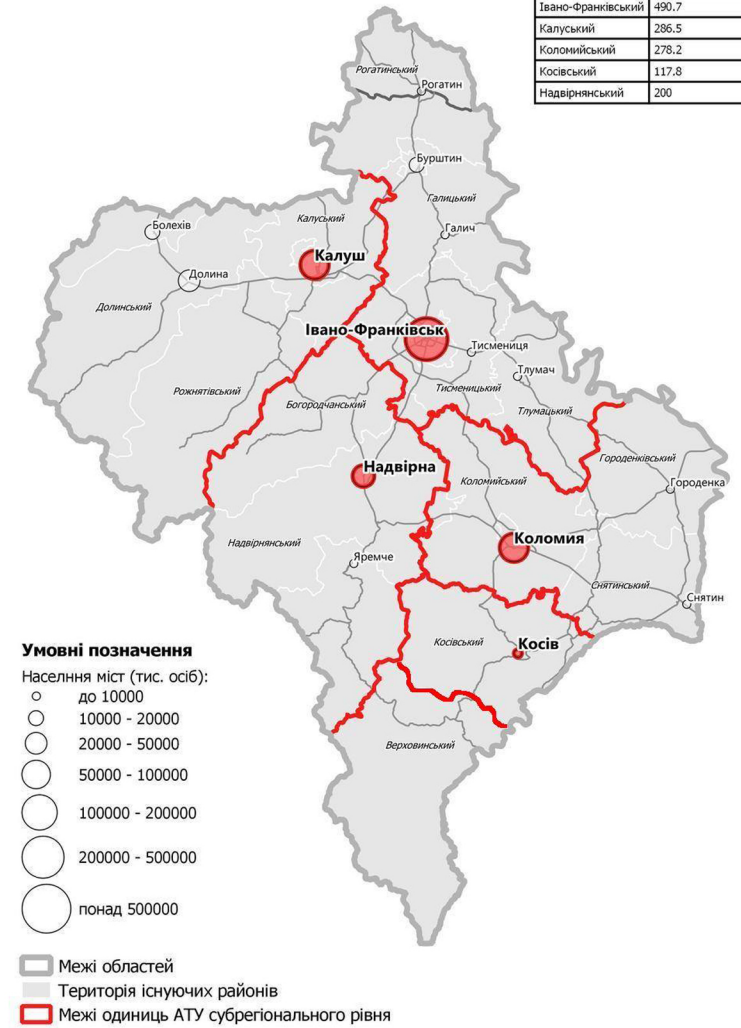 Івано-Франківський 490.7
Калуський 286.5
Коломийський 278.2
Косівський 117.8
Надвірнянський 200
Рогатинський
Рогатин
Бурштин
Галицький
Калуський
Болехів
Галич
Калуш
Долина
Долинський
Івано-Франківськ
Тисмениця
Тлумач
Рожнятівський
Тисменицький
Богородчанський
Тлумацький
Городенківський
Надвірна
Коломийський
Городенка
Надвірнянський
Коломия
Яремче
Снятинський
Снятин
Косівський
Косів
Верховинський
Умовні позначення
Населння міст (тис. осіб):
до 10000
10000 - 20000
20000 - 50000
50000 - 100000
100000 - 200000
200000 - 500000
понад 500000
Межі областей
Територія існуючих районів
Межі одиниць АТУ субрегіонального рівня